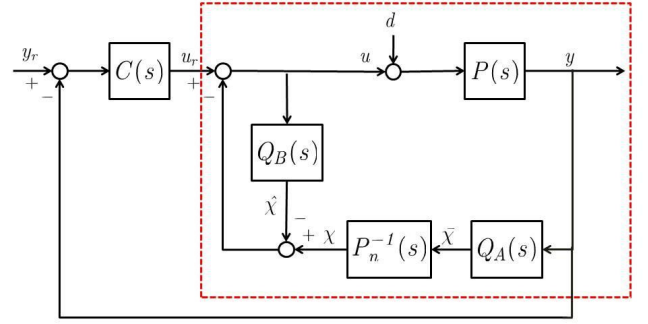 d
y_r
C(s)
u_r
u
P(s)
y
+
−
+
−
Q_B(s)
χ̂
−
+ χ
P_n^{-1}(s)
χ̄
Q_A(s)